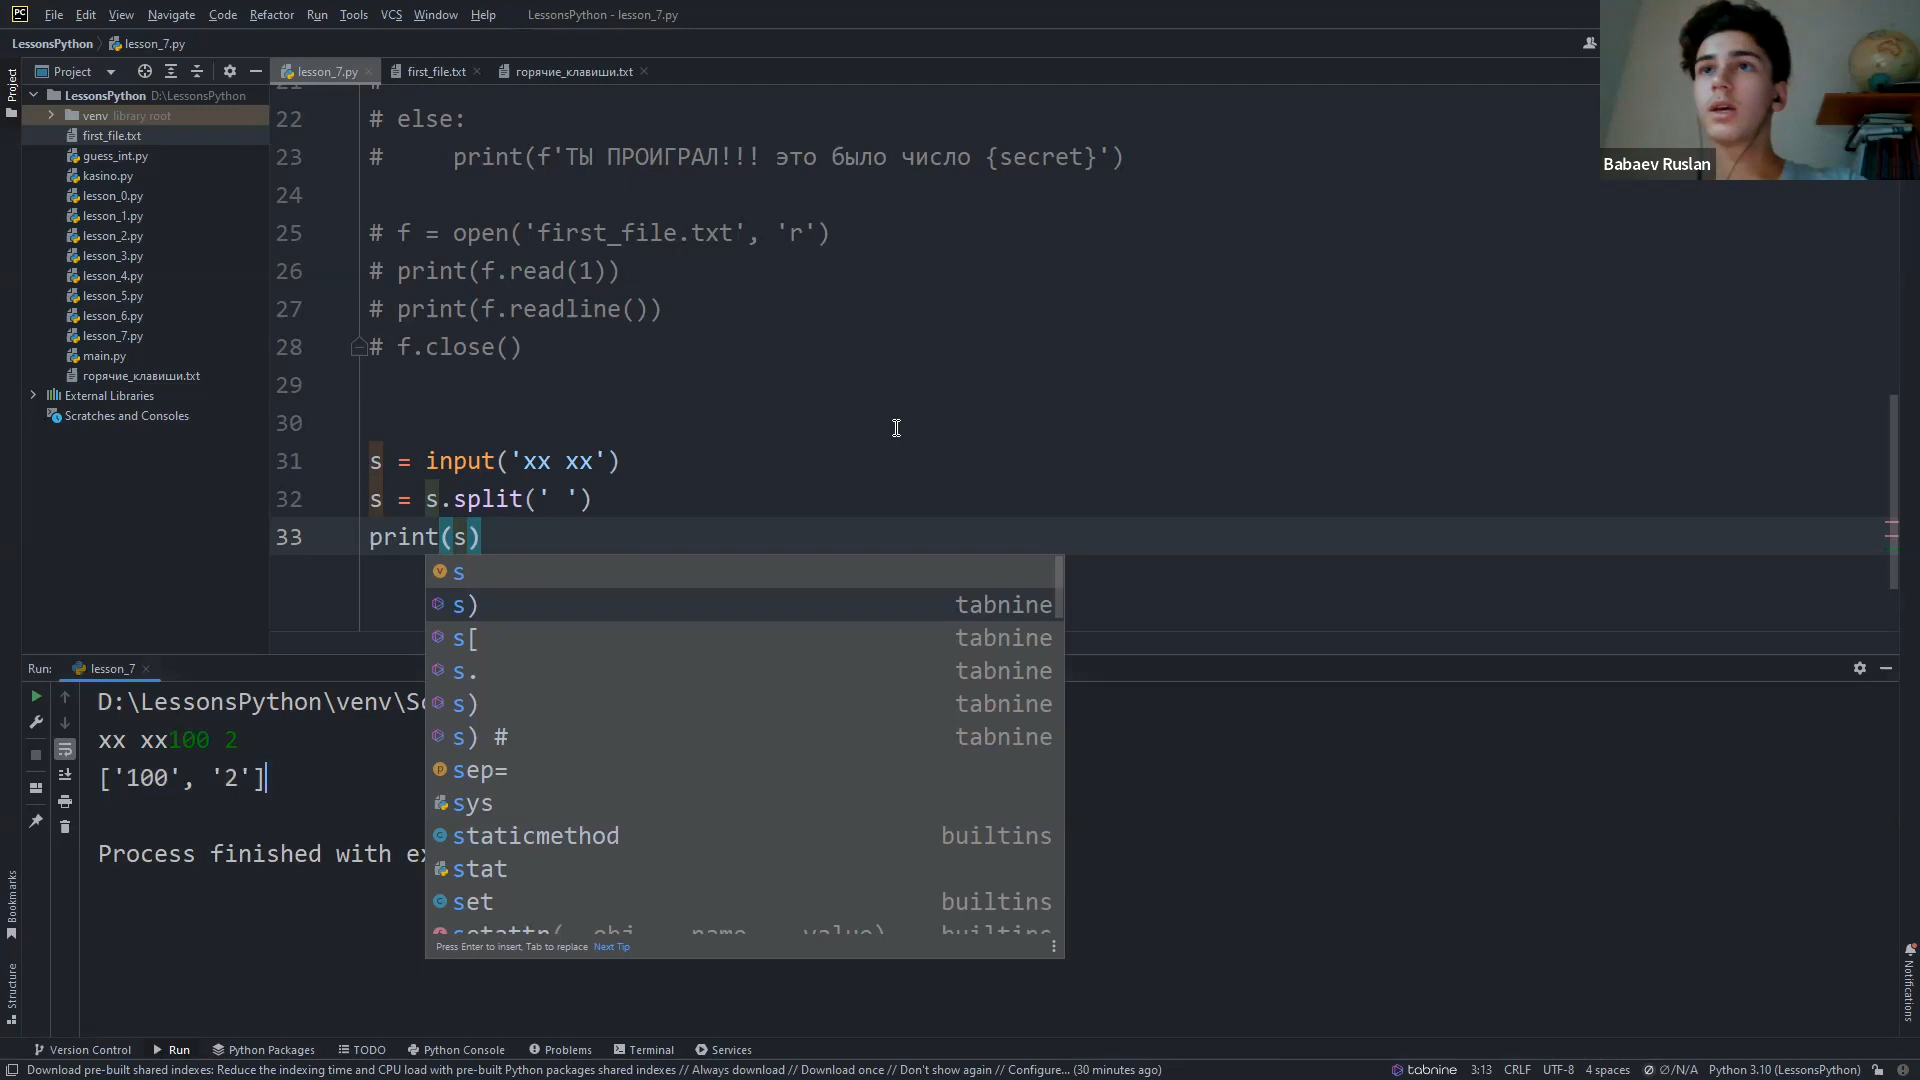 File Edit View Navigate Code Refactor Run Tools VCS Window Help LessonsPython - lesson_7.py
LessonsPython lesson_7.py
Project lesson_7.py first_file.txt горячие_клавиши.txt
Project
LessonsPython D:\LessonsPython
venv library root
first_file.txt
guess_int.py
kasino.py
lesson_0.py
lesson_1.py
lesson_2.py
lesson_3.py
lesson_4.py
lesson_5.py
lesson_6.py
lesson_7.py
main.py
горячие_клавиши.txt
External Libraries
Scratches and Consoles
22 # else:
23 #     print(f'ТЫ ПРОИГРАЛ!!! это было число {secret}')
24
25 # f = open('first_file.txt', 'r')
26 # print(f.read(1))
27 # print(f.readline())
28 # f.close()
29
30
31 s = input('xx xx')
32 s = s.split(' ')
33 print(s)
s
s) tabnine
s[ tabnine
s. tabnine
s) tabnine
s) # tabnine
sep=
sys
staticmethod builtins
stat
set builtins
Press Enter to insert, Tab to replace Next Tip
Babaev Ruslan
Run: lesson_7
D:\LessonsPython\venv\Sc
xx xx100 2
['100', '2']
Process finished with ex
Bookmarks
Structure
Notifications
Version Control Run Python Packages TODO Python Console Problems Terminal Services
Download pre-built shared indexes: Reduce the indexing time and CPU load with pre-built Python packages shared indexes // Always download // Download once // Don't show again // Configure... (30 minutes ago) tabnine 3:13 CRLF UTF-8 4 spaces N/A Python 3.10 (LessonsPython)